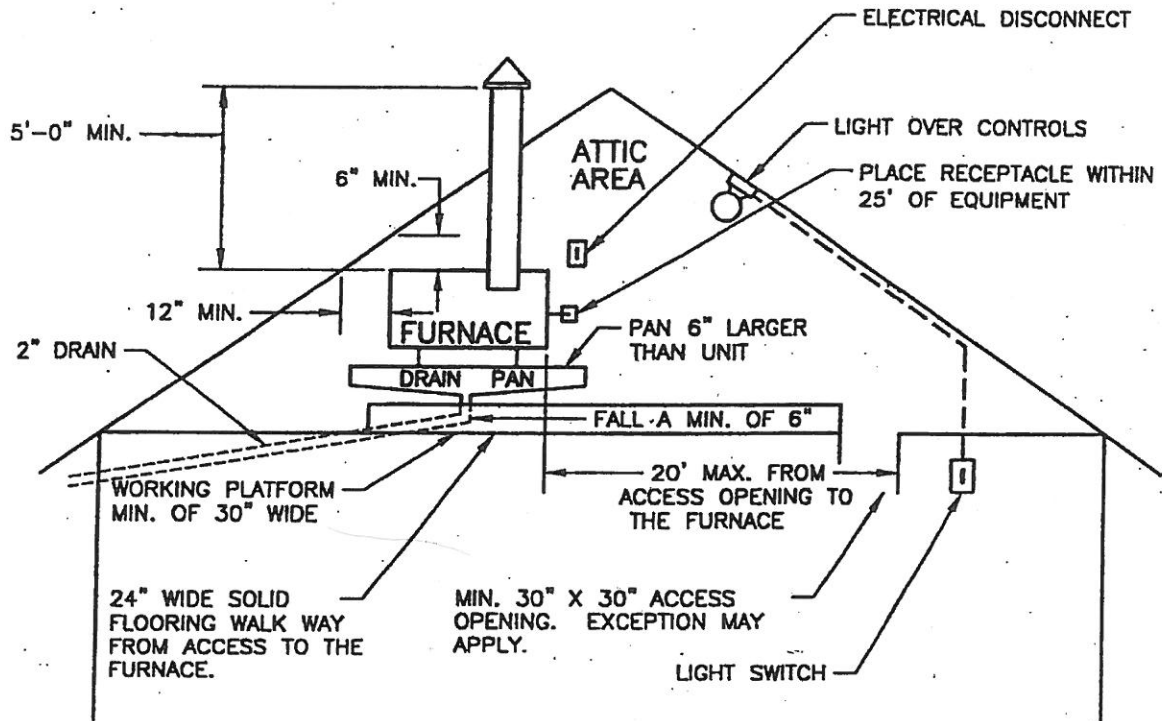 ELECTRICAL DISCONNECT
5'-0" MIN.
LIGHT OVER CONTROLS
ATTIC
AREA
PLACE RECEPTACLE WITHIN
25' OF EQUIPMENT
6" MIN.
12" MIN.
FURNACE
PAN 6" LARGER
THAN UNIT
2" DRAIN
DRAIN PAN
FALL A MIN. OF 6"
WORKING PLATFORM
MIN. OF 30" WIDE
20' MAX. FROM
ACCESS OPENING TO
THE FURNACE
24" WIDE SOLID
FLOORING WALK WAY
FROM ACCESS TO THE
FURNACE.
MIN. 30" X 30" ACCESS
OPENING. EXCEPTION MAY
APPLY.
LIGHT SWITCH